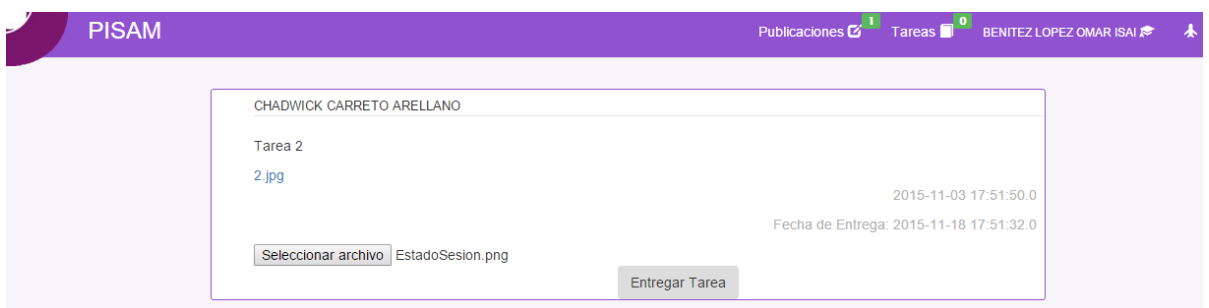 PISAM Publicaciones 1 Tareas 0 BENITEZ LOPEZ OMAR ISAI
CHADWICK CARRETO ARELLANO
Tarea 2
2.jpg
2015-11-03 17:51:50.0
Fecha de Entrega: 2015-11-18 17:51:32.0
Seleccionar archivo EstadoSesion.png
Entregar Tarea